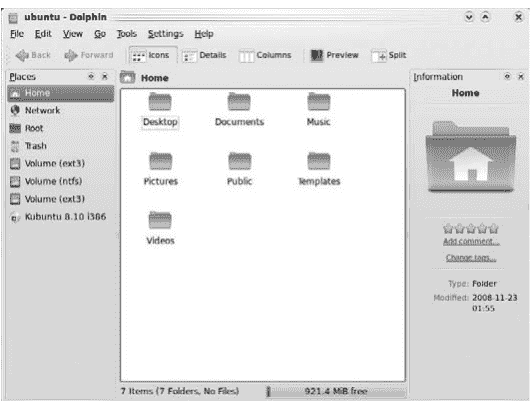 ubuntu - Dolphin
File Edit View Go Tools Settings Help
Back Forward Icons Details Columns Preview Split
Places
Home
Network
Root
Trash
Volume (ext3)
Volume (ntfs)
Volume (ext3)
Kubuntu 8.10 i386
Home
Desktop Documents Music
Pictures Public Templates
Videos
7 Items (7 Folders, No Files) 921.4 MiB free
Information
Home
Add comment...
Change tags...
Type: Folder
Modified: 2008-11-23
01:55